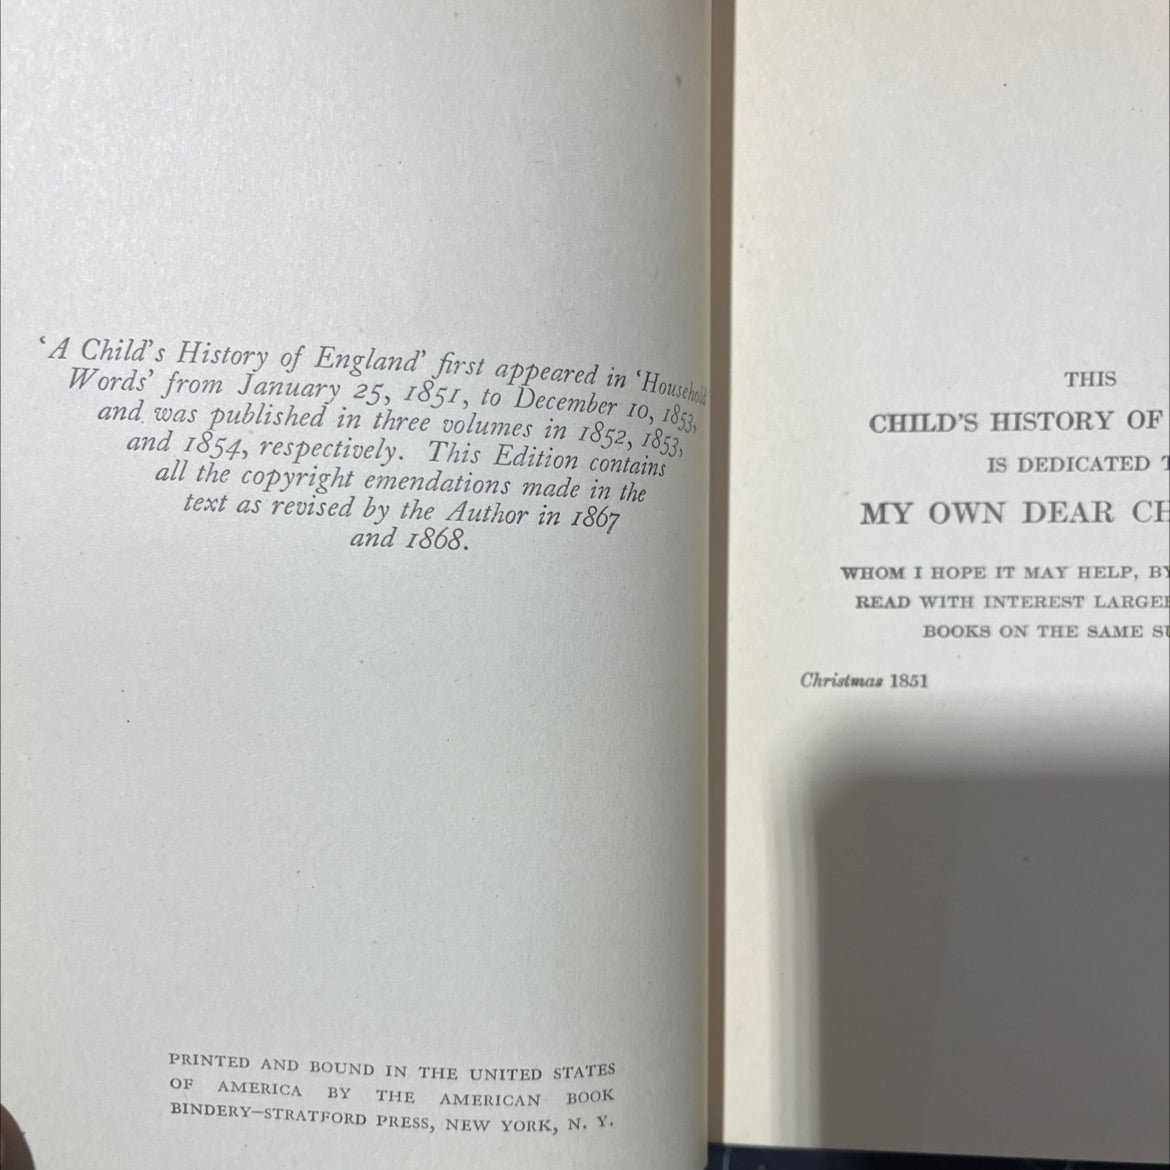 'A Child's History of England' first appeared in 'Household
Words' from January 25, 1851, to December 10, 1853,
and was published in three volumes in 1852, 1853,
and 1854, respectively. This Edition contains
all the copyright emendations made in the
text as revised by the Author in 1867
and 1868.
PRINTED AND BOUND IN THE UNITED STATES
OF AMERICA BY THE AMERICAN BOOK
BINDERY—STRATFORD PRESS, NEW YORK, N. Y.
THIS
CHILD'S HISTORY OF
IS DEDICATED
MY OWN DEAR
WHOM I HOPE IT MAY HELP,
READ WITH INTEREST
BOOKS ON THE SAME
Christmas 1851